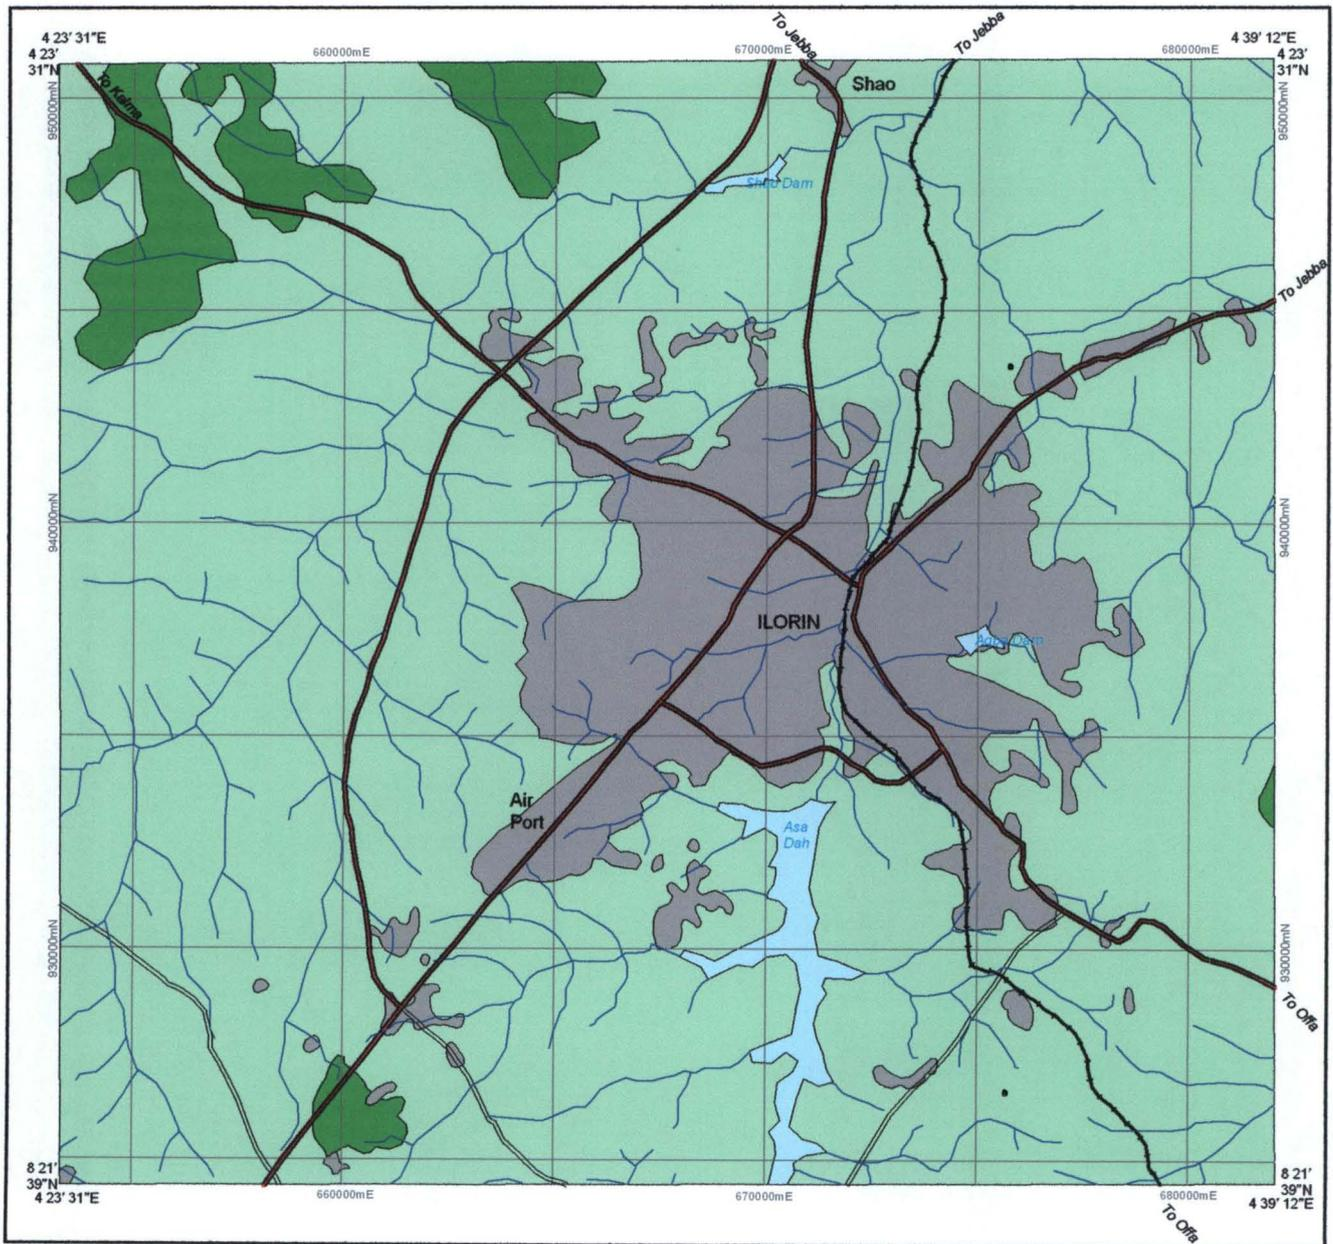 To Jebba
To Jebba
4 23' 31"E
4 23'
31"N
660000mE
670000mE
680000mE
4 39' 12"E
4 23
31"N
To Kaima
Shao
950000mN
950000mN
Shao Dam
To Jebba
940000mN
940000mN
ILORIN
Agba Dam
Air
Port
Asa
Dah
930000mN
930000mN
To Offa
8 21'
39"N
4 23' 31"E
660000mE
670000mE
680000mE
8 21'
39"N
4 39' 12"E
To Offa